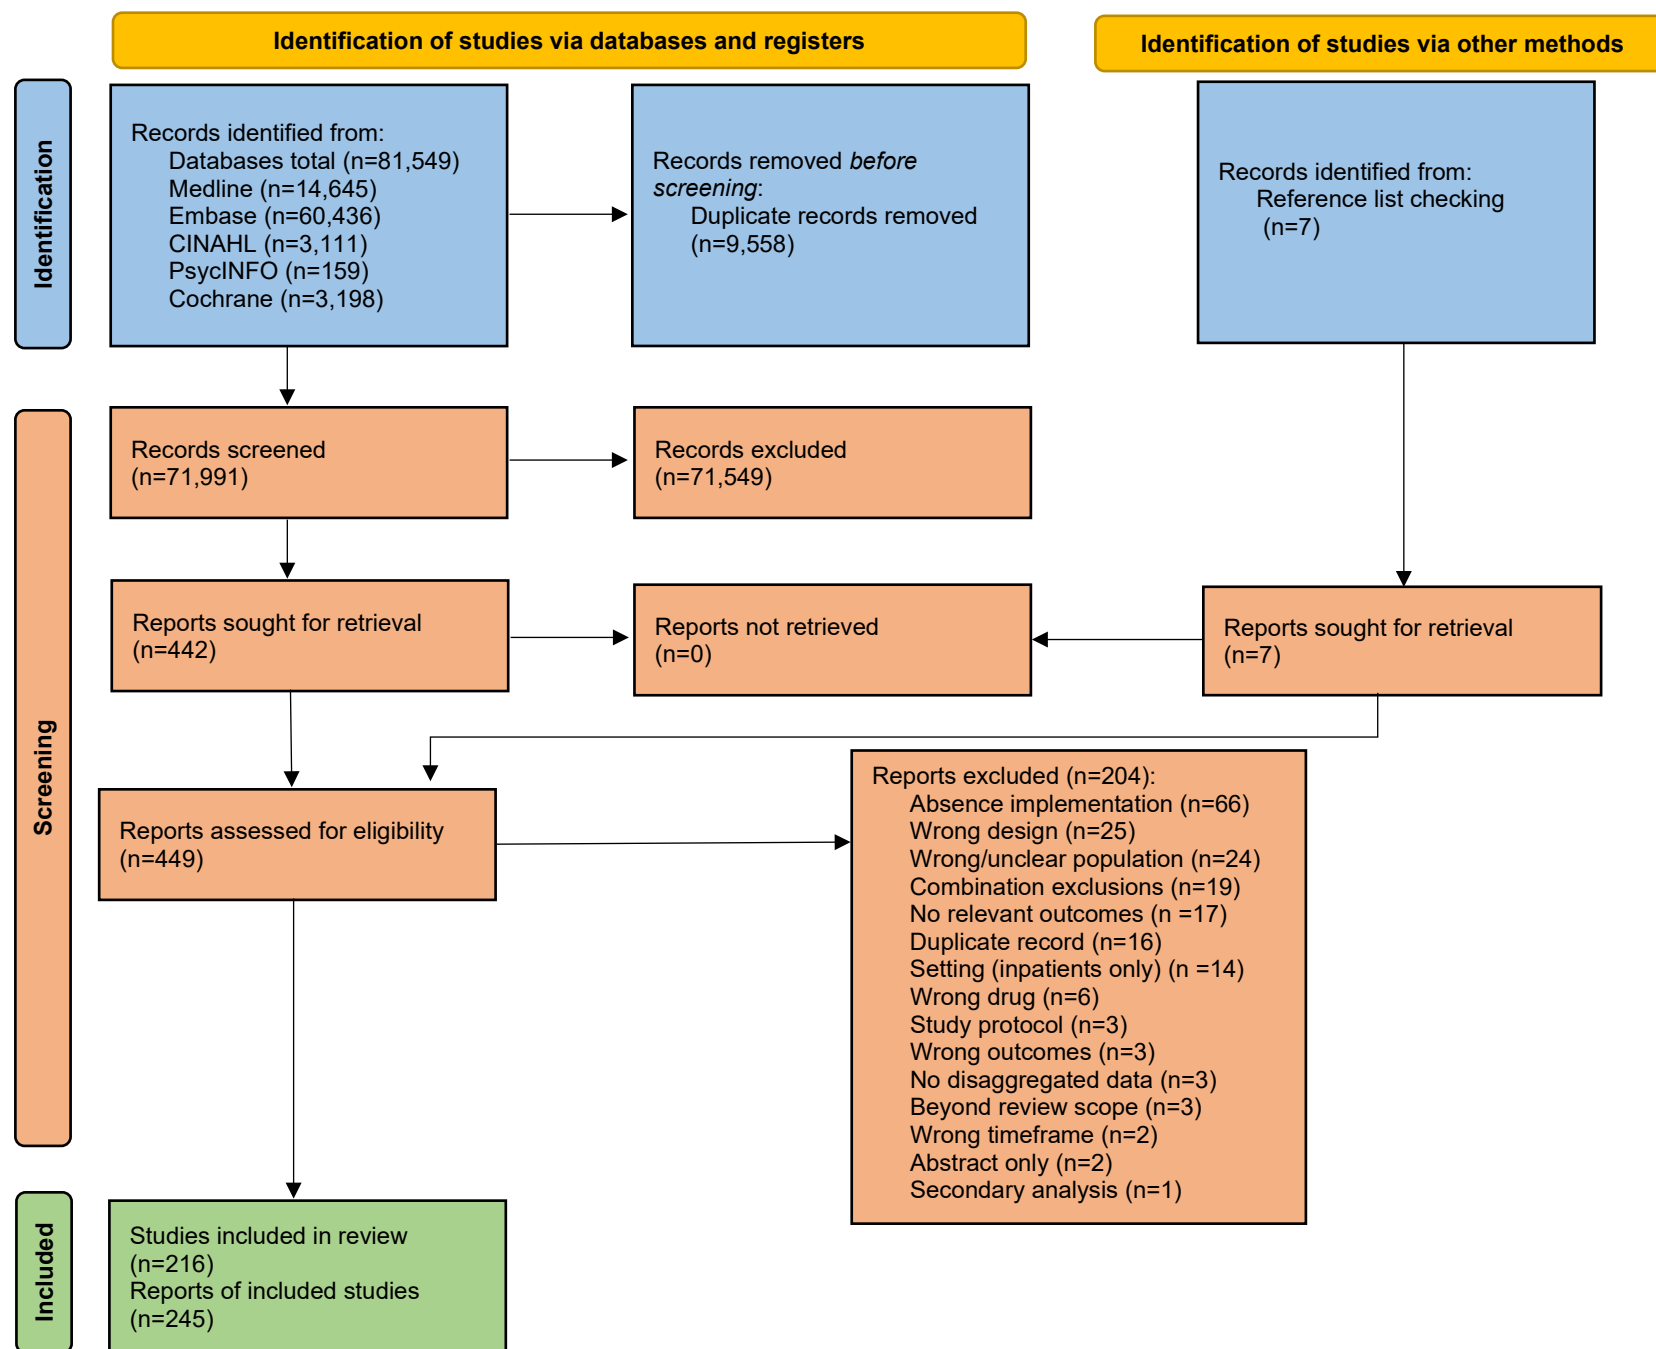 Identification of studies via databases and registers
Identification of studies via other methods
Identification
Records identified from:
Databases total (n=81,549)
Medline (n=14,645)
Embase (n=60,436)
CINAHL (n=3,111)
PsycINFO (n=159)
Cochrane (n=3,198)
Records removed before
screening:
Duplicate records removed
(n=9,558)
Records identified from:
Reference list checking
(n=7)
Screening
Records screened
(n=71,991)
Records excluded
(n=71,549)
Reports sought for retrieval
(n=442)
Reports not retrieved
(n=0)
Reports sought for retrieval
(n=7)
Reports assessed for eligibility
(n=449)
Reports excluded (n=204):
Absence implementation (n=66)
Wrong design (n=25)
Wrong/unclear population (n=24)
Combination exclusions (n=19)
No relevant outcomes (n =17)
Duplicate record (n=16)
Setting (inpatients only) (n =14)
Wrong drug (n=6)
Study protocol (n=3)
Wrong outcomes (n=3)
No disaggregated data (n=3)
Beyond review scope (n=3)
Wrong timeframe (n=2)
Abstract only (n=2)
Secondary analysis (n=1)
Included
Studies included in review
(n=216)
Reports of included studies
(n=245)